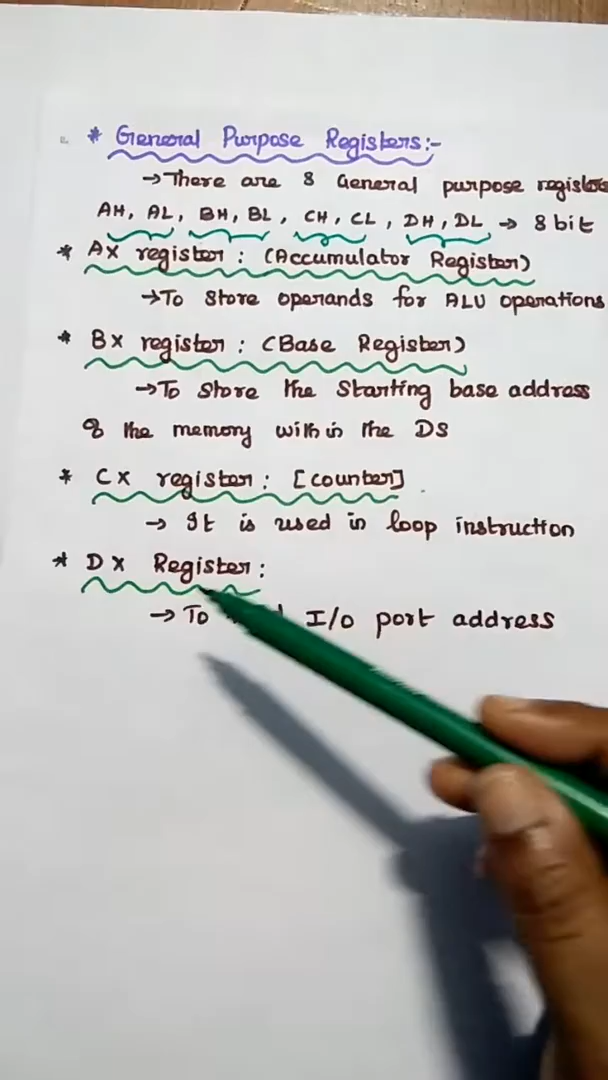 * General Purpose Registers:-
→There are 8 General purpose registers
AH, AL, BH, BL, CH, CL, DH, DL → 8 bit
* AX register: (Accumulator Register)
→To store operands for ALU operations
* BX register: (Base Register)
→To store the starting base address
of the memory with in the DS
* CX register: [counter]
→ It is used in loop instruction
* DX Register:
→ To I/O port address